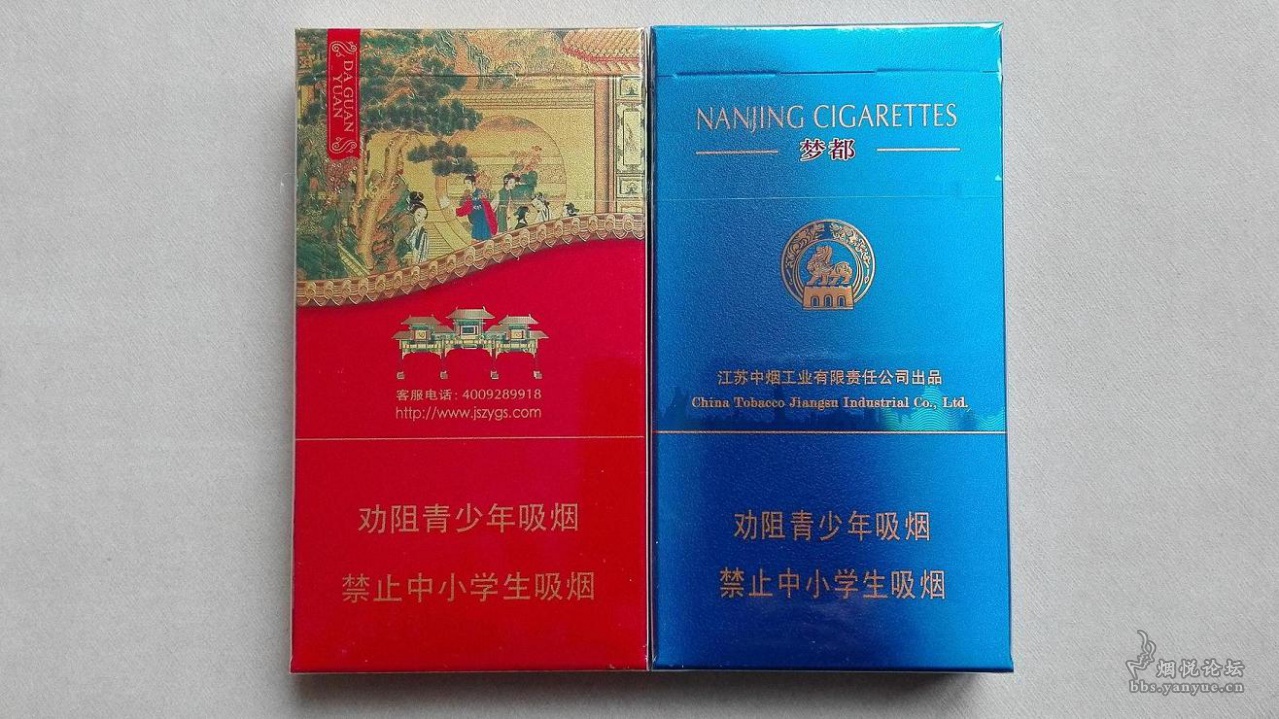 DA GUAN
YUAN
客服电话: 4009289918
http://www.jszygs.com
劝阻青少年吸烟
禁止中小学生吸烟
NANJING CIGARETTES
梦都
江苏中烟工业有限责任公司出品
China Tobacco Jiangsu Industrial Co., Ltd.
劝阻青少年吸烟
禁止中小学生吸烟
烟悦论坛
bbs.yanyue.cn